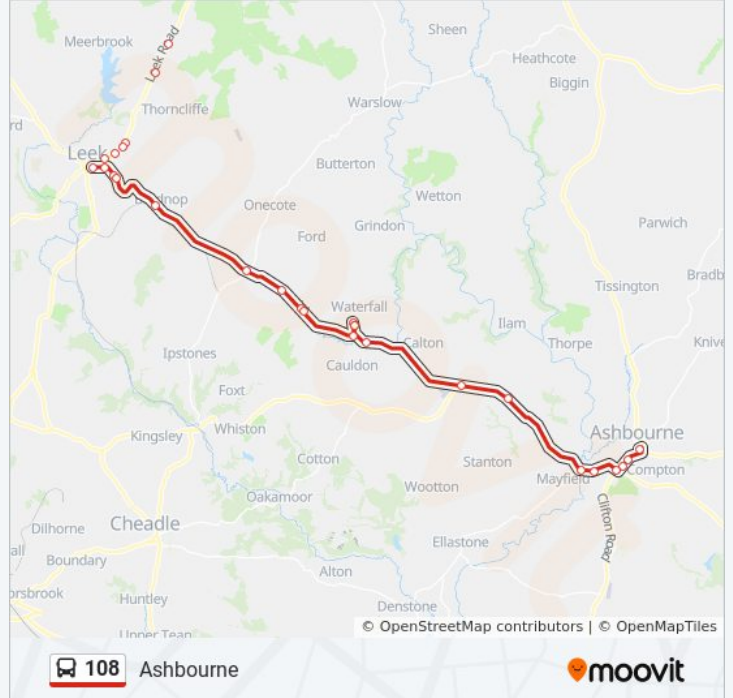 Meerbrook
Sheen
Leek Road
Heathcote
Biggin
Warslow
Thorncliffe
rd
Leek
Butterton
Wetton
Onecote
Parwich
Grindon
Ford
Bradb
Tissington
Waterfall
Ilam
Calton
Thorpe
Knive
Ipstones
Cauldon
Foxt
Whiston
Ashbourne
Kingsley
Cotton
Stanton
Compton
Mayfield
Wootton
Oakamoor
Clifton Road
Cheadle
Dilhorne
Ellastone
all
Boundary
Alton
orsbrook
Huntley
Denstone
Upper Tean
© OpenStreetMap contributors | © OpenMapTiles
108 Ashbourne
moovit